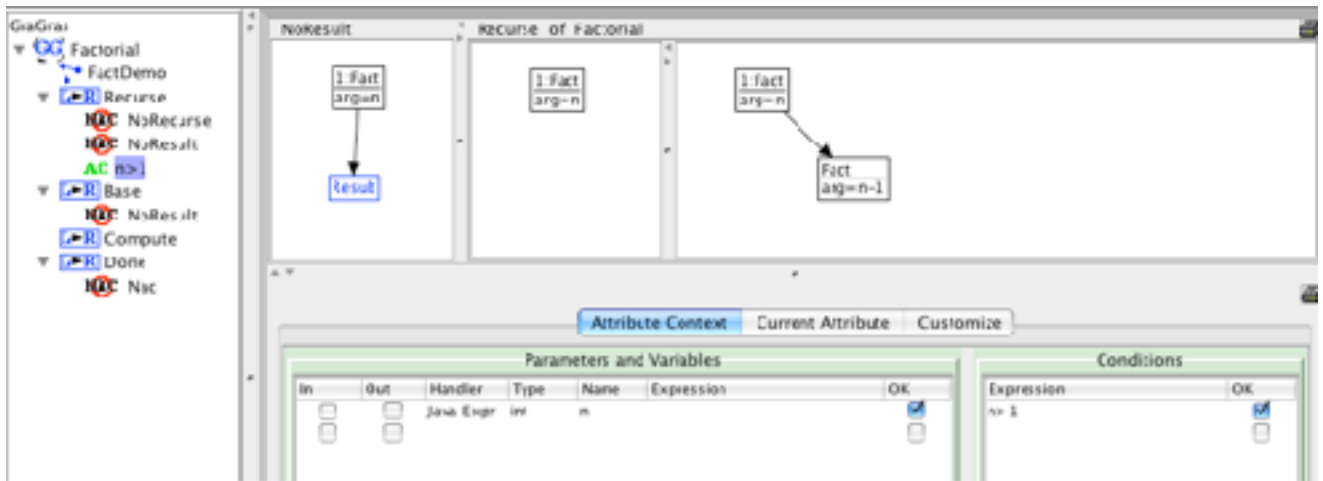 GraGras
GG Factorial
FactDemo
R Recurse
NAC NoRecurse
NAC NoResult
AC n>1
R Base
NAC NoResult
R Compute
R Done
NAC Nac
NoResult
1:Fact
arg=n
Result
Recurse of Factorial
1:Fact
arg=n
1:Fact
arg=n
Fact
arg=n-1
Attribute Context Current Attribute Customize
Parameters and Variables
In Out Handler Type Name Expression OK
Java Expr int n
Conditions
Expression OK
n> 1